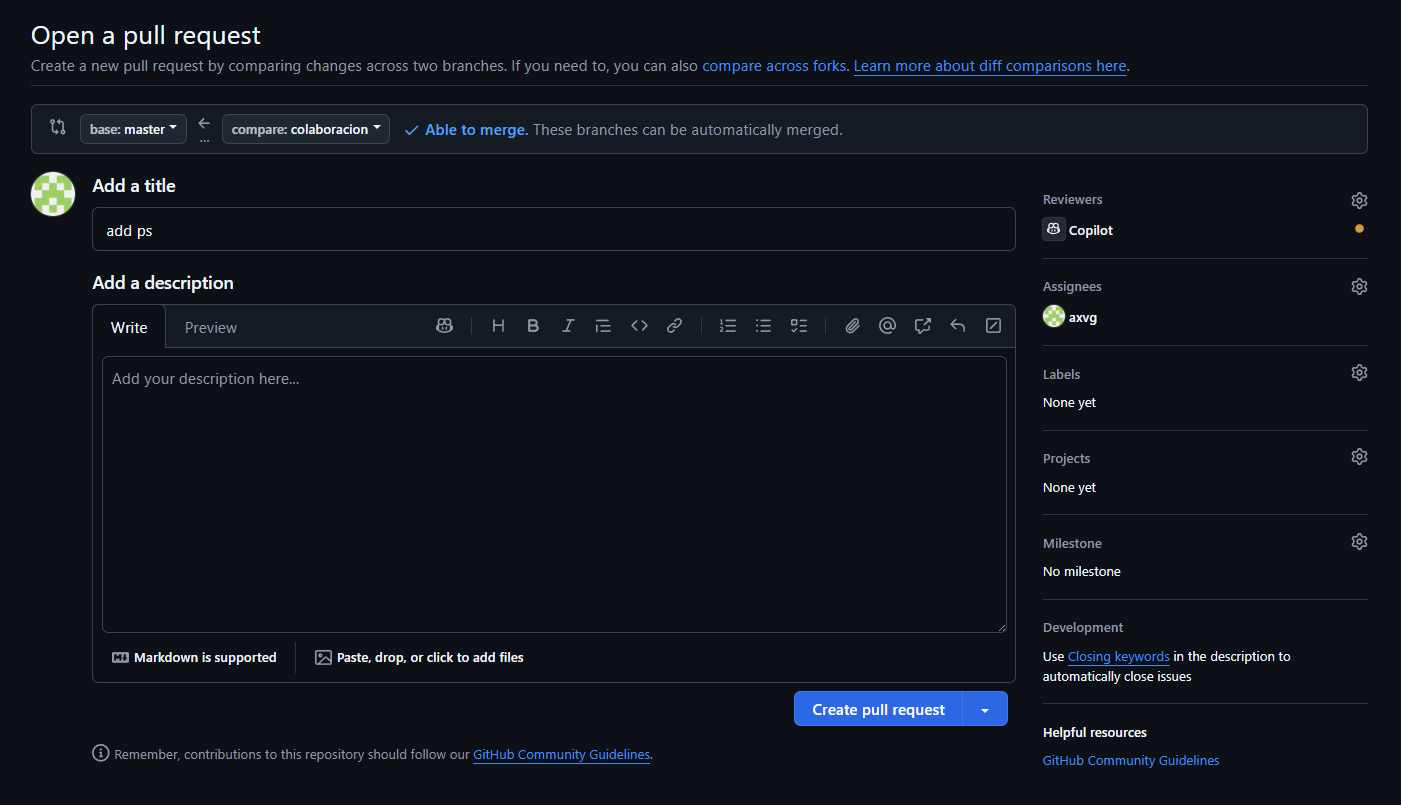 Open a pull request
Create a new pull request by comparing changes across two branches. If you need to, you can also compare across forks. Learn more about diff comparisons here.
base: master
...
compare: colaboracion
Able to merge. These branches can be automatically merged.
Add a title
add ps
Add a description
Write
Preview
Add your description here...
Markdown is supported
Paste, drop, or click to add files
Create pull request
Remember, contributions to this repository should follow our GitHub Community Guidelines.
Reviewers
Copilot
Assignees
axvg
Labels
None yet
Projects
None yet
Milestone
No milestone
Development
Use Closing keywords in the description to
automatically close issues
Helpful resources
GitHub Community Guidelines